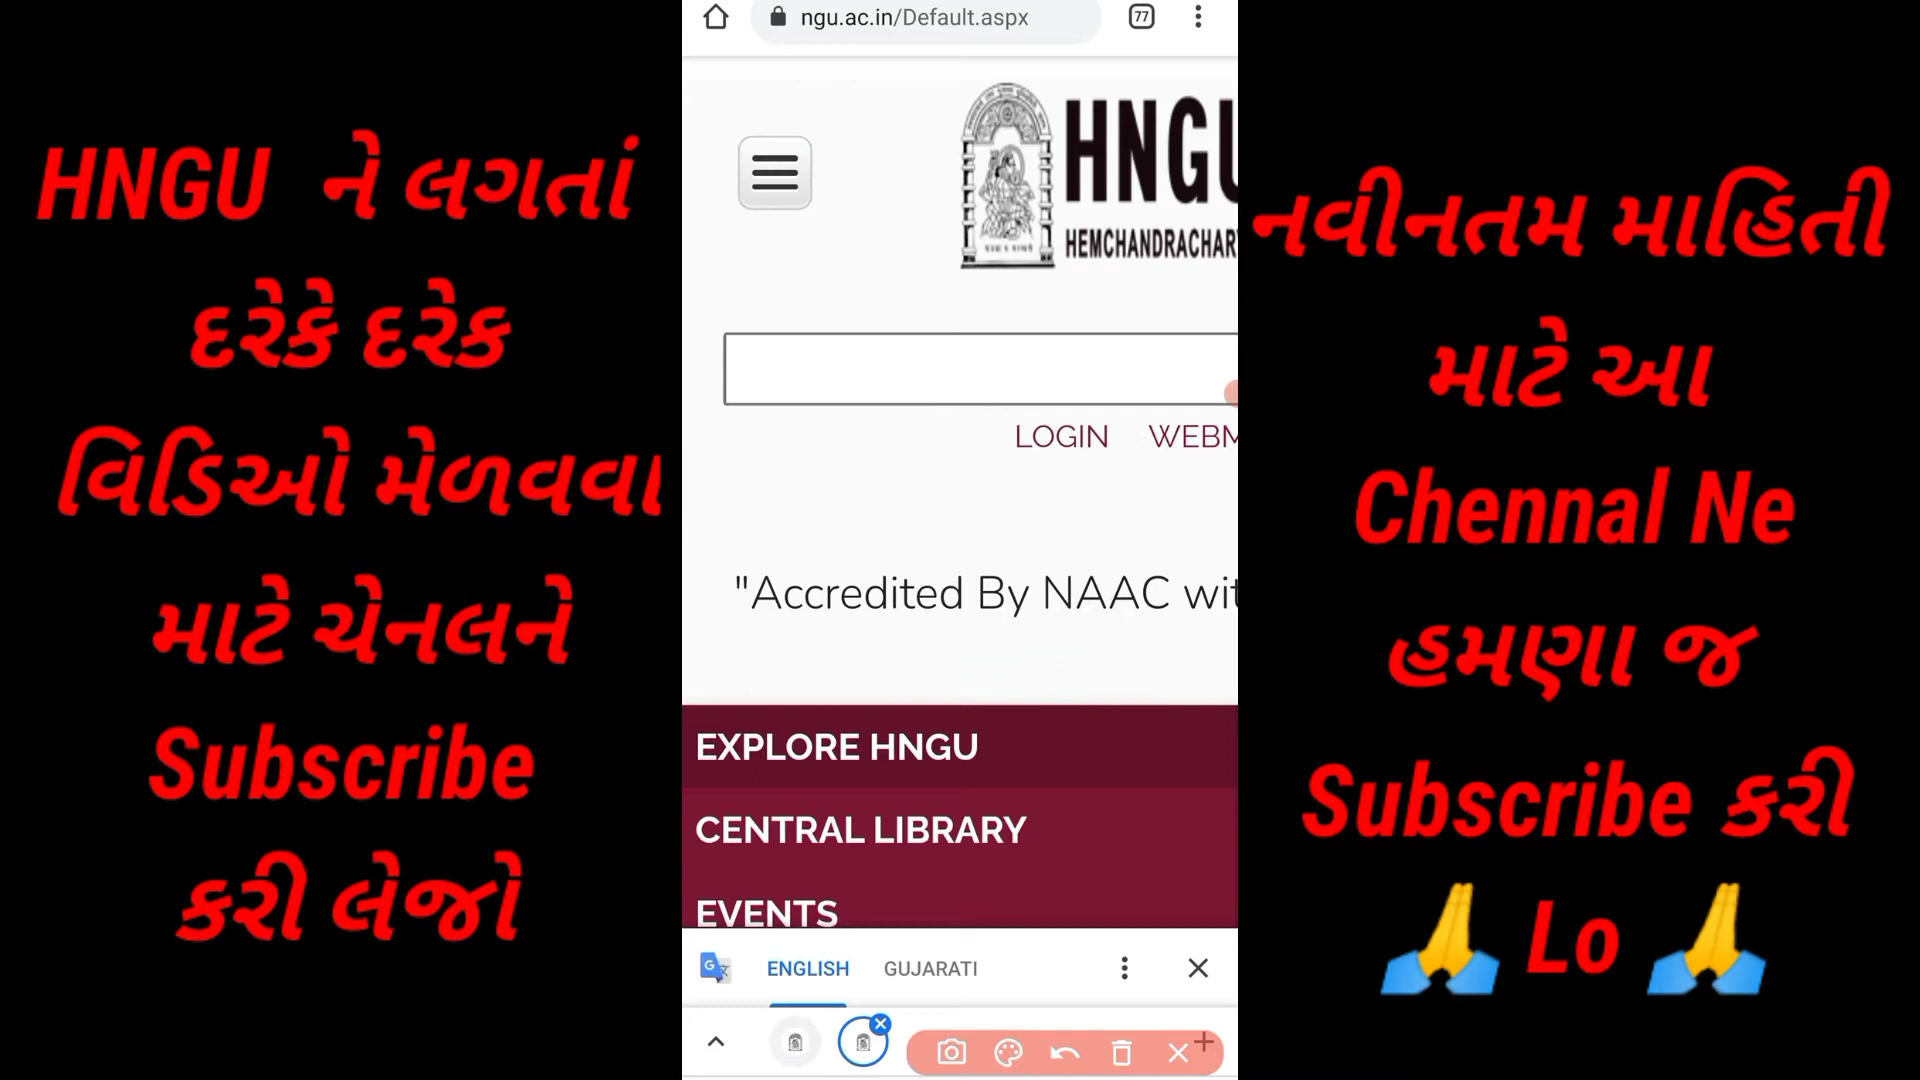 HNGU ને લગતાં
દરેકે દરેક
વિડિઓ મેળવવા
માટે ચેનલને
Subscribe
કરી લેજો
ngu.ac.in/Default.aspx
77
HNGU
HEMCHANDRACHAR
LOGIN WEBM
"Accredited By NAAC wit
EXPLORE HNGU
CENTRAL LIBRARY
EVENTS
ENGLISH GUJARATI
નવીનતમ માહિતી
માટે આ
Chennal Ne
હમણા જ
Subscribe કરી
🙏 Lo 🙏